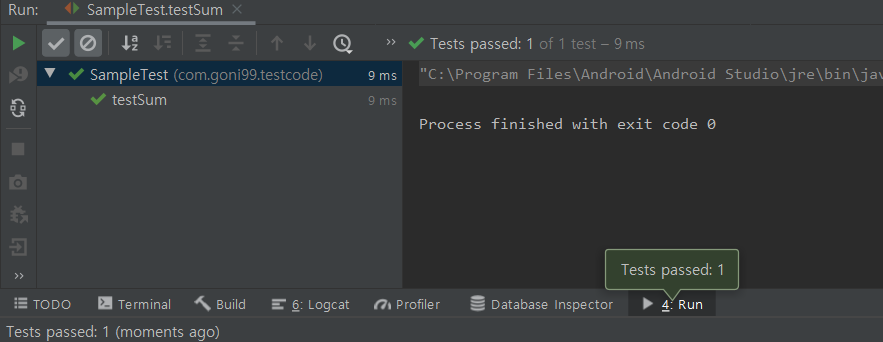 Run: SampleTest.testSum
Tests passed: 1 of 1 test – 9 ms
SampleTest (com.goni99.testcode) 9 ms
"C:\Program Files\Android\Android Studio\jre\bin\jav
testSum 9 ms
Process finished with exit code 0
Tests passed: 1
TODO Terminal Build 6: Logcat Profiler Database Inspector 4: Run
Tests passed: 1 (moments ago)